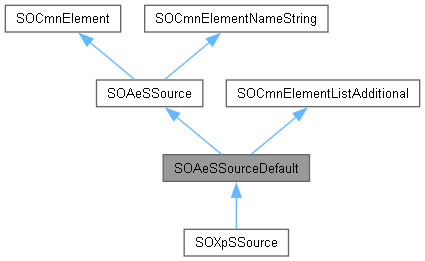 SOCmnElement
SOCmnElementNameString
SOAeSSource
SOCmnElementListAdditional
SOAeSSourceDefault
SOXpSSource